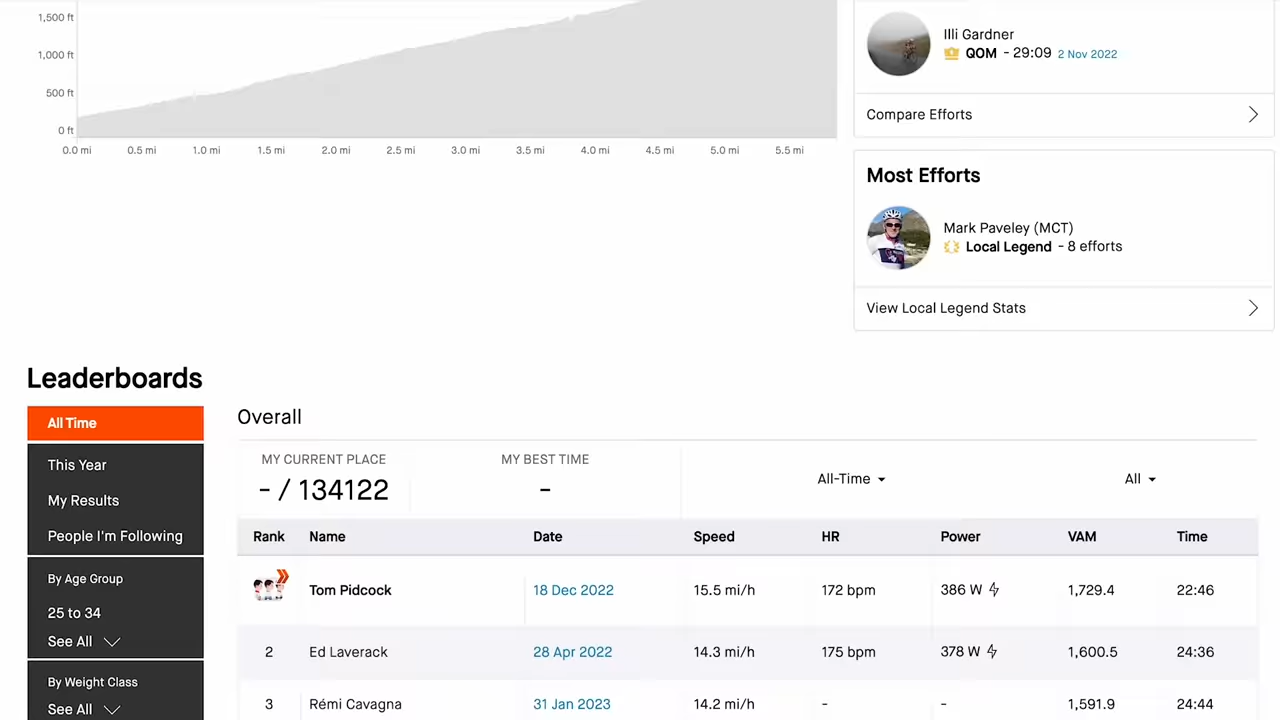 1,500 ft
1,000 ft
500 ft
0 ft
0.0 mi 0.5 mi 1.0 mi 1.5 mi 2.0 mi 2.5 mi 3.0 mi 3.5 mi 4.0 mi 4.5 mi 5.0 mi 5.5 mi
Illi Gardner
QOM - 29:09 2 Nov 2022
Compare Efforts
Most Efforts
Mark Paveley (MCT)
Local Legend - 8 efforts
View Local Legend Stats
Leaderboards
All Time
This Year
My Results
People I'm Following
By Age Group
25 to 34
See All
By Weight Class
See All
Overall
MY CURRENT PLACE
- / 134122
MY BEST TIME
-
All-Time
All
Rank Name Date Speed HR Power VAM Time
Tom Pidcock 18 Dec 2022 15.5 mi/h 172 bpm 386 W 1,729.4 22:46
2 Ed Laverack 28 Apr 2022 14.3 mi/h 175 bpm 378 W 1,600.5 24:36
3 Rémi Cavagna 31 Jan 2023 14.2 mi/h - - 1,591.9 24:44